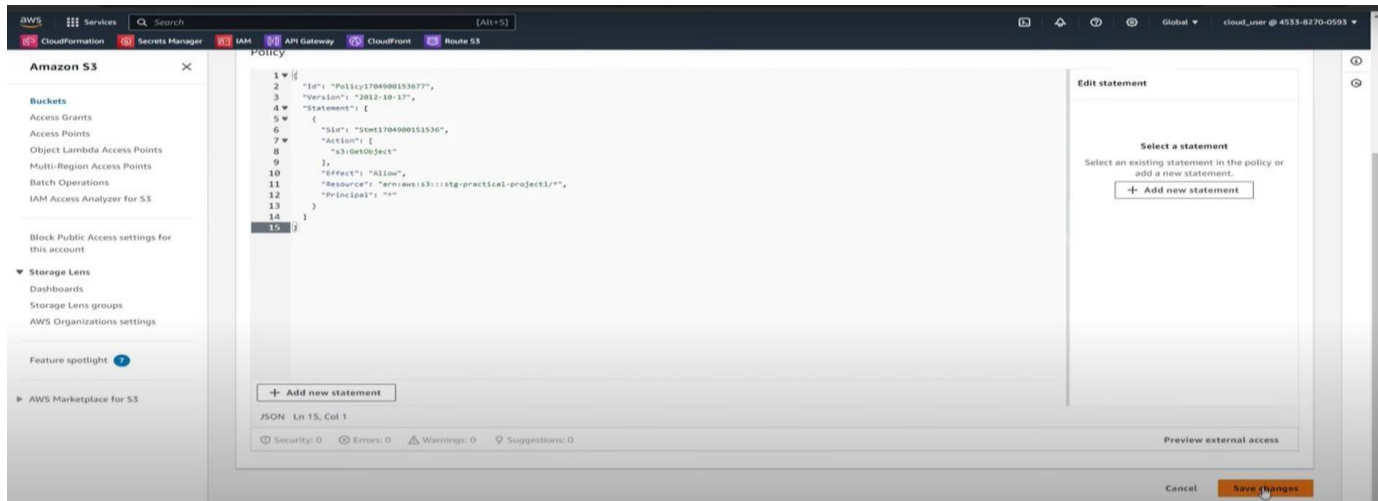 aws Services Search [Alt+S] Global cloud_user @ 4533-8270-0593
CloudFormation Secrets Manager IAM API Gateway CloudFront Route 53
Amazon S3
Buckets
Access Grants
Access Points
Object Lambda Access Points
Multi-Region Access Points
Batch Operations
IAM Access Analyzer for S3
Block Public Access settings for
this account
Storage Lens
Dashboards
Storage Lens groups
AWS Organizations settings
Feature spotlight 7
AWS Marketplace for S3
Policy
1 {
2 "Id": "Policy1704900153677",
3 "Version": "2012-10-17",
4 "Statement": [
5 {
6 "Sid": "Stmt1704900151536",
7 "Action": [
8 "s3:GetObject"
9 ],
10 "Effect": "Allow",
11 "Resource": "arn:aws:s3:::stg-practical-project1/*",
12 "Principal": "*"
13 }
14 ]
15 }
+ Add new statement
JSON Ln 15, Col 1
Security: 0 Errors: 0 Warnings: 0 Suggestions: 0
Preview external access
Edit statement
Select a statement
Select an existing statement in the policy or
add a new statement.
+ Add new statement
Cancel Save changes